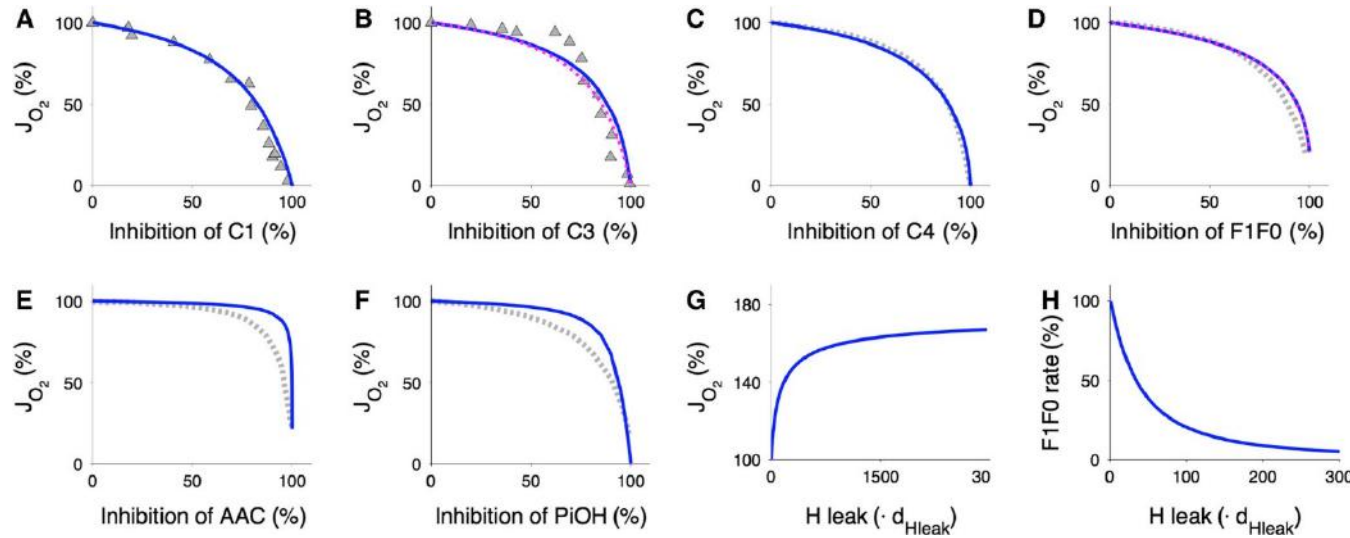 A
100
50
0
J_O2 (%)
0 50 100
Inhibition of C1 (%)
B
100
50
0
J_O2 (%)
0 50 100
Inhibition of C3 (%)
C
100
50
0
J_O2 (%)
0 50 100
Inhibition of C4 (%)
D
100
50
0
J_O2 (%)
50 100
Inhibition of F1F0 (%)
E
100
50
0
J_O2 (%)
0 50 100
Inhibition of AAC (%)
F
100
50
0
J_O2 (%)
0 50 100
Inhibition of PiOH (%)
G
180
140
100
J_O2 (%)
1500 30
H leak (· d_Hleak)
H
100
50
0
F1F0 rate (%)
0 100 200 300
H leak (· d_Hleak)